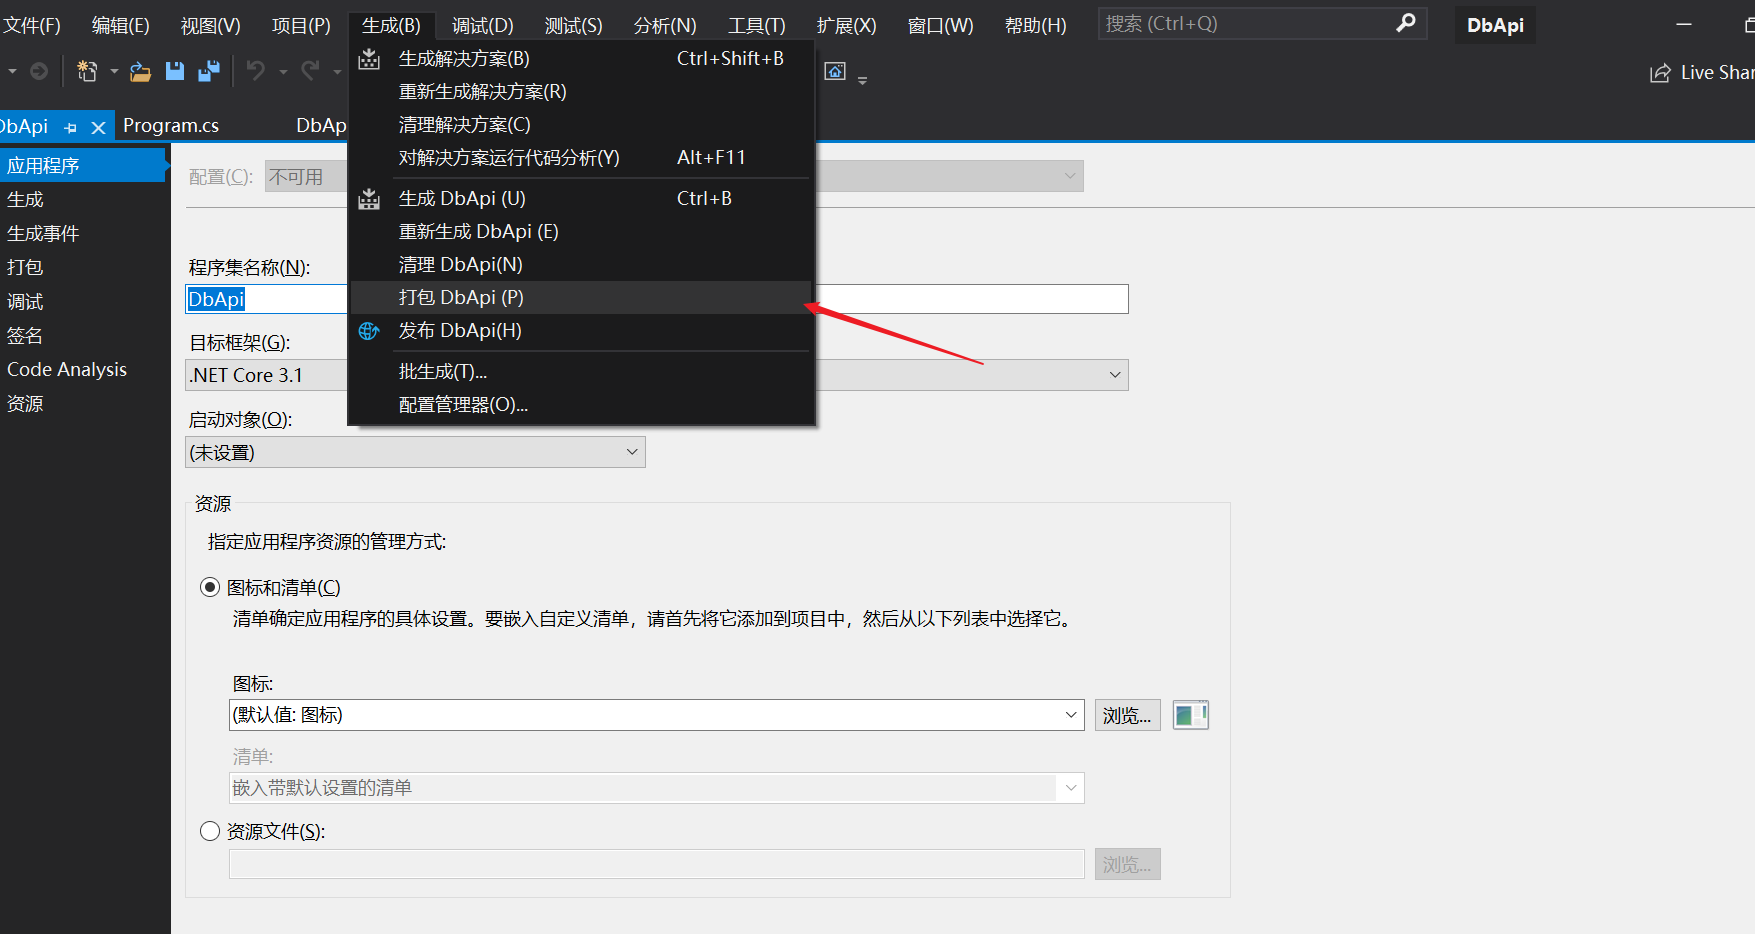 文件(F) 编辑(E) 视图(V) 项目(P) 生成(B) 调试(D) 测试(S) 分析(N) 工具(T) 扩展(X) 窗口(W) 帮助(H) 搜索 (Ctrl+Q) DbApi
Live Shar
DbApi Program.cs DbAp
应用程序
生成
生成事件
打包
调试
签名
Code Analysis
资源
生成解决方案(B) Ctrl+Shift+B
重新生成解决方案(R)
清理解决方案(C)
对解决方案运行代码分析(Y) Alt+F11
生成 DbApi (U) Ctrl+B
重新生成 DbApi (E)
清理 DbApi(N)
打包 DbApi (P)
发布 DbApi(H)
批生成(T)...
配置管理器(O)...
配置(C): 不可用
程序集名称(N):
DbApi
目标框架(G):
.NET Core 3.1
启动对象(O):
(未设置)
资源
指定应用程序资源的管理方式:
图标和清单(C)
清单确定应用程序的具体设置。要嵌入自定义清单，请首先将它添加到项目中，然后从以下列表中选择它。
图标:
(默认值: 图标) 浏览...
清单:
嵌入带默认设置的清单
资源文件(S):
浏览...